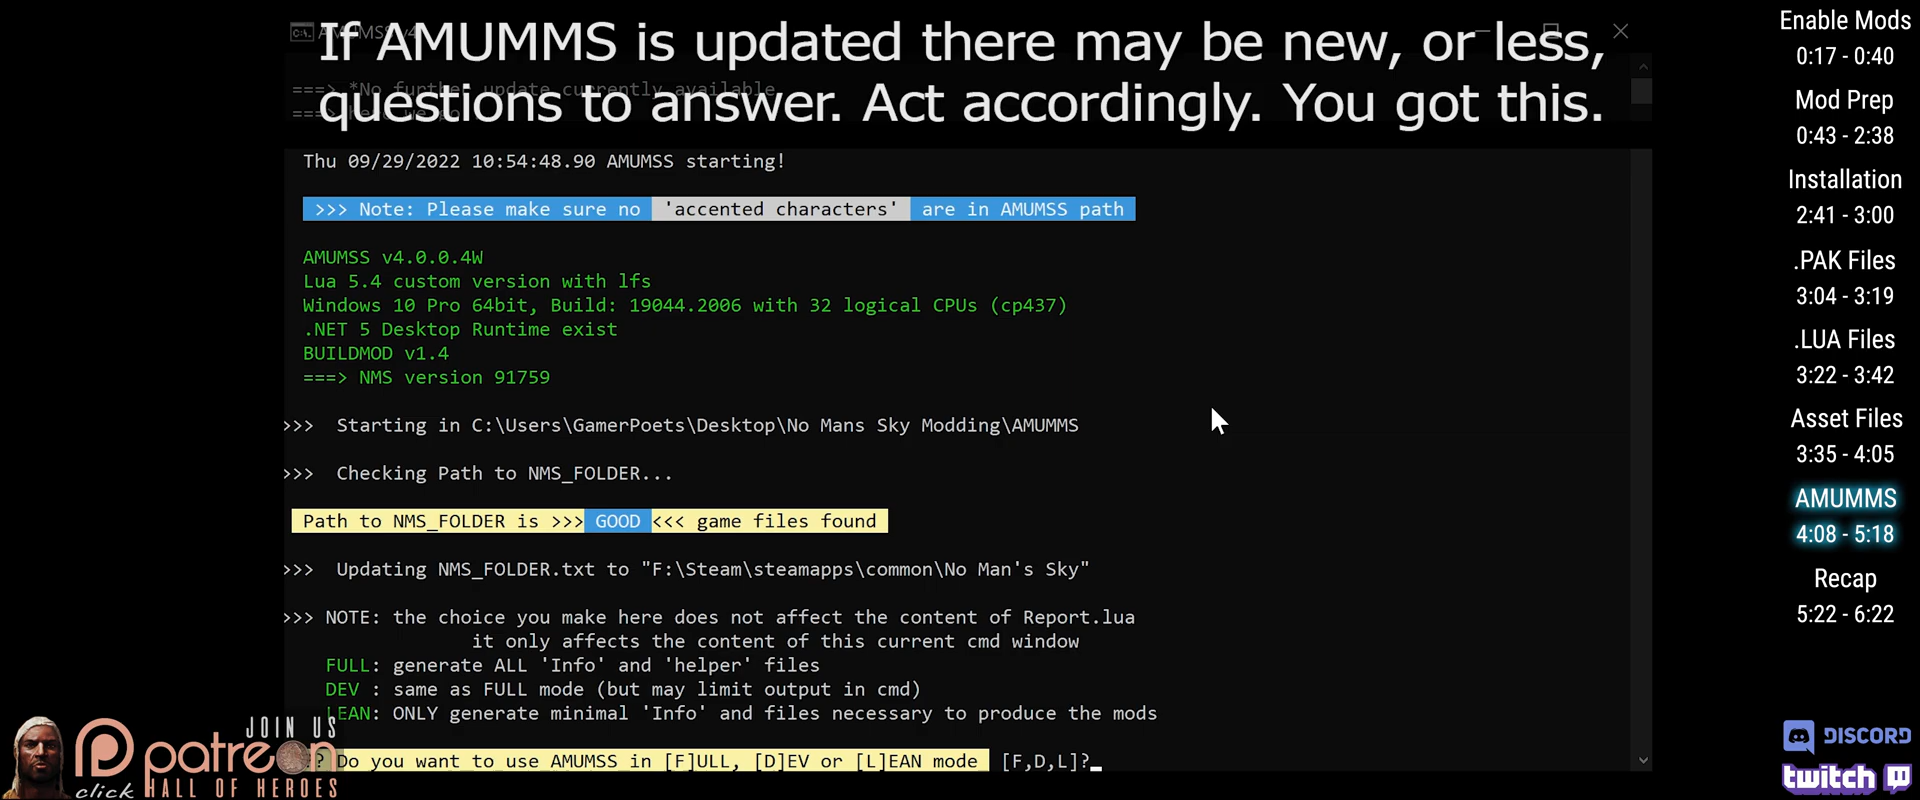 If AMUMMS is updated there may be new, or less,
questions to answer. Act accordingly. You got this.
===> *No further update currently available
Thu 09/29/2022 10:54:48.90 AMUMSS starting!
>>> Note: Please make sure no 'accented characters' are in AMUMSS path
AMUMSS v4.0.0.4W
Lua 5.4 custom version with lfs
Windows 10 Pro 64bit, Build: 19044.2006 with 32 logical CPUs (cp437)
.NET 5 Desktop Runtime exist
BUILDMOD v1.4
===> NMS version 91759
>>> Starting in C:\Users\GamerPoets\Desktop\No Mans Sky Modding\AMUMMS
>>> Checking Path to NMS_FOLDER...
Path to NMS_FOLDER is >>> GOOD <<< game files found
>>> Updating NMS_FOLDER.txt to "F:\Steam\steamapps\common\No Man's Sky"
>>> NOTE: the choice you make here does not affect the content of Report.lua
it only affects the content of this current cmd window
FULL: generate ALL 'Info' and 'helper' files
DEV : same as FULL mode (but may limit output in cmd)
LEAN: ONLY generate minimal 'Info' and files necessary to produce the mods
? Do you want to use AMUMSS in [F]ULL, [D]EV or [L]EAN mode [F,D,L]?
JOIN US
patreon
click HALL OF HEROES
Enable Mods
0:17 - 0:40
Mod Prep
0:43 - 2:38
Installation
2:41 - 3:00
.PAK Files
3:04 - 3:19
.LUA Files
3:22 - 3:42
Asset Files
3:35 - 4:05
AMUMMS
4:08 - 5:18
Recap
5:22 - 6:22
DISCORD
twitch